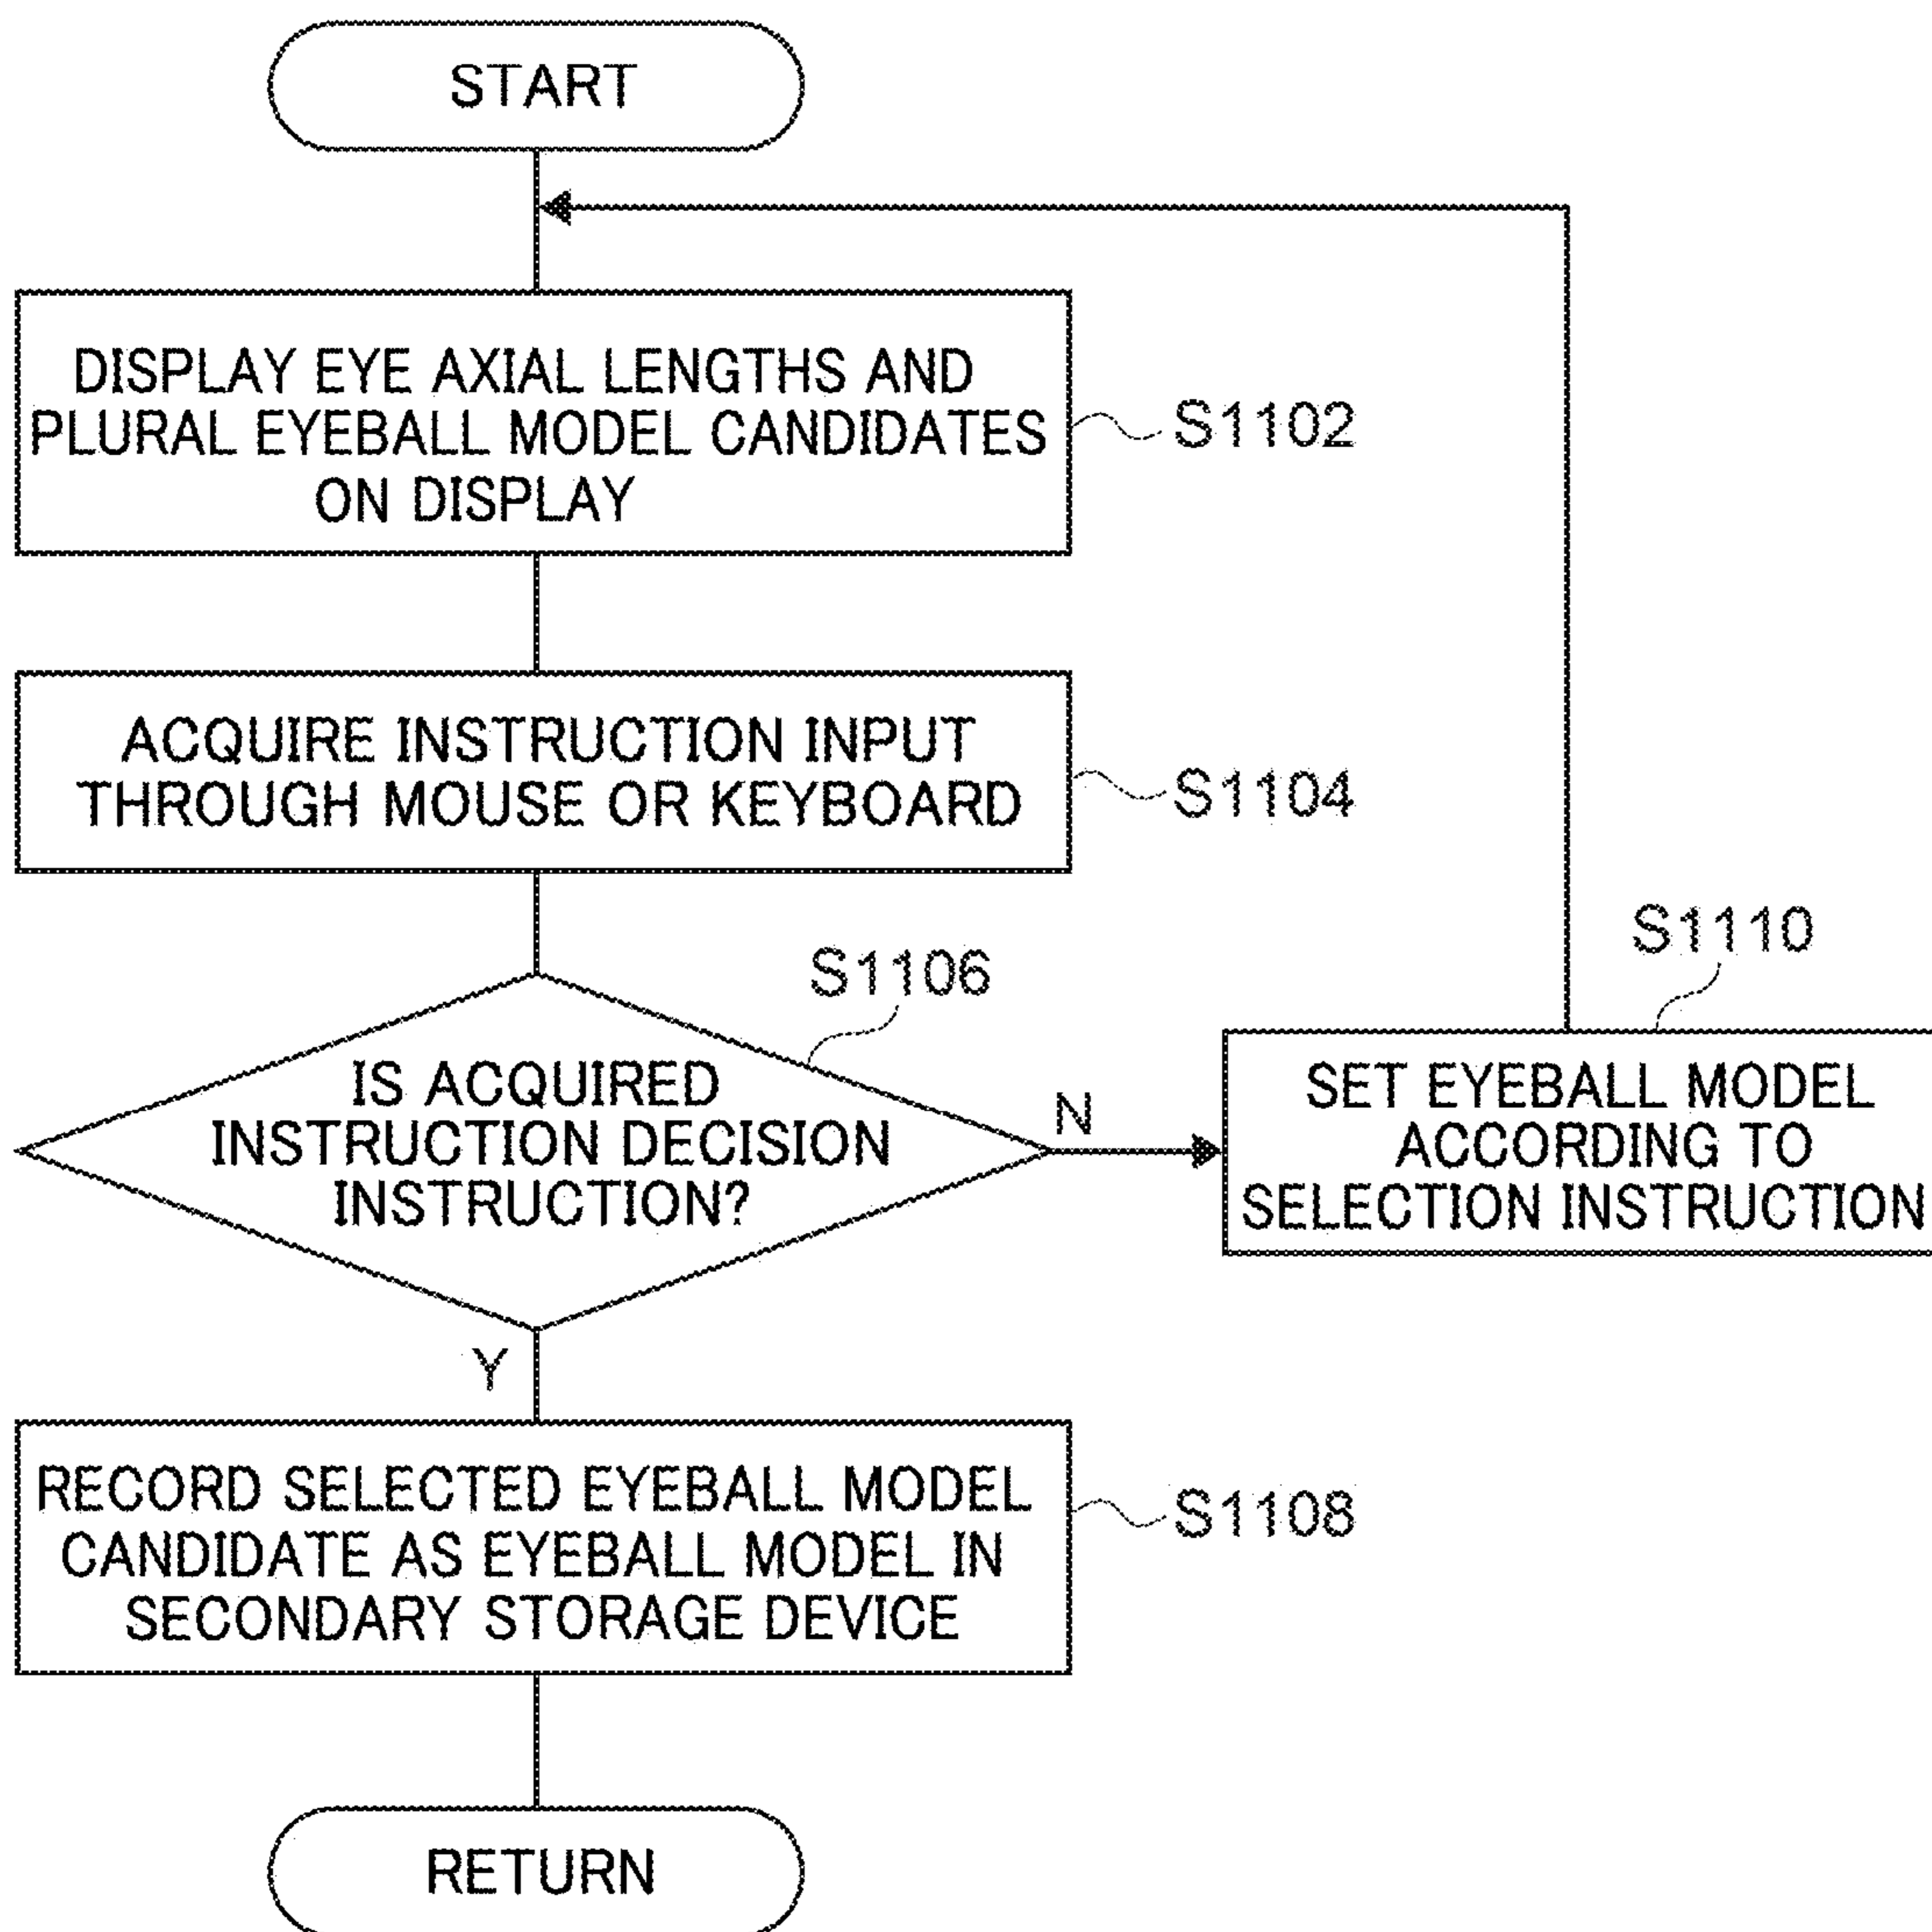 START
DISPLAY EYE AXIAL LENGTHS AND
PLURAL EYEBALL MODEL CANDIDATES
ON DISPLAY
S1102
ACQUIRE INSTRUCTION INPUT
THROUGH MOUSE OR KEYBOARD
S1104
S1106
IS ACQUIRED
INSTRUCTION DECISION
INSTRUCTION?
N
S1110
SET EYEBALL MODEL
ACCORDING TO
SELECTION INSTRUCTION
Y
RECORD SELECTED EYEBALL MODEL
CANDIDATE AS EYEBALL MODEL IN
SECONDARY STORAGE DEVICE
S1108
RETURN